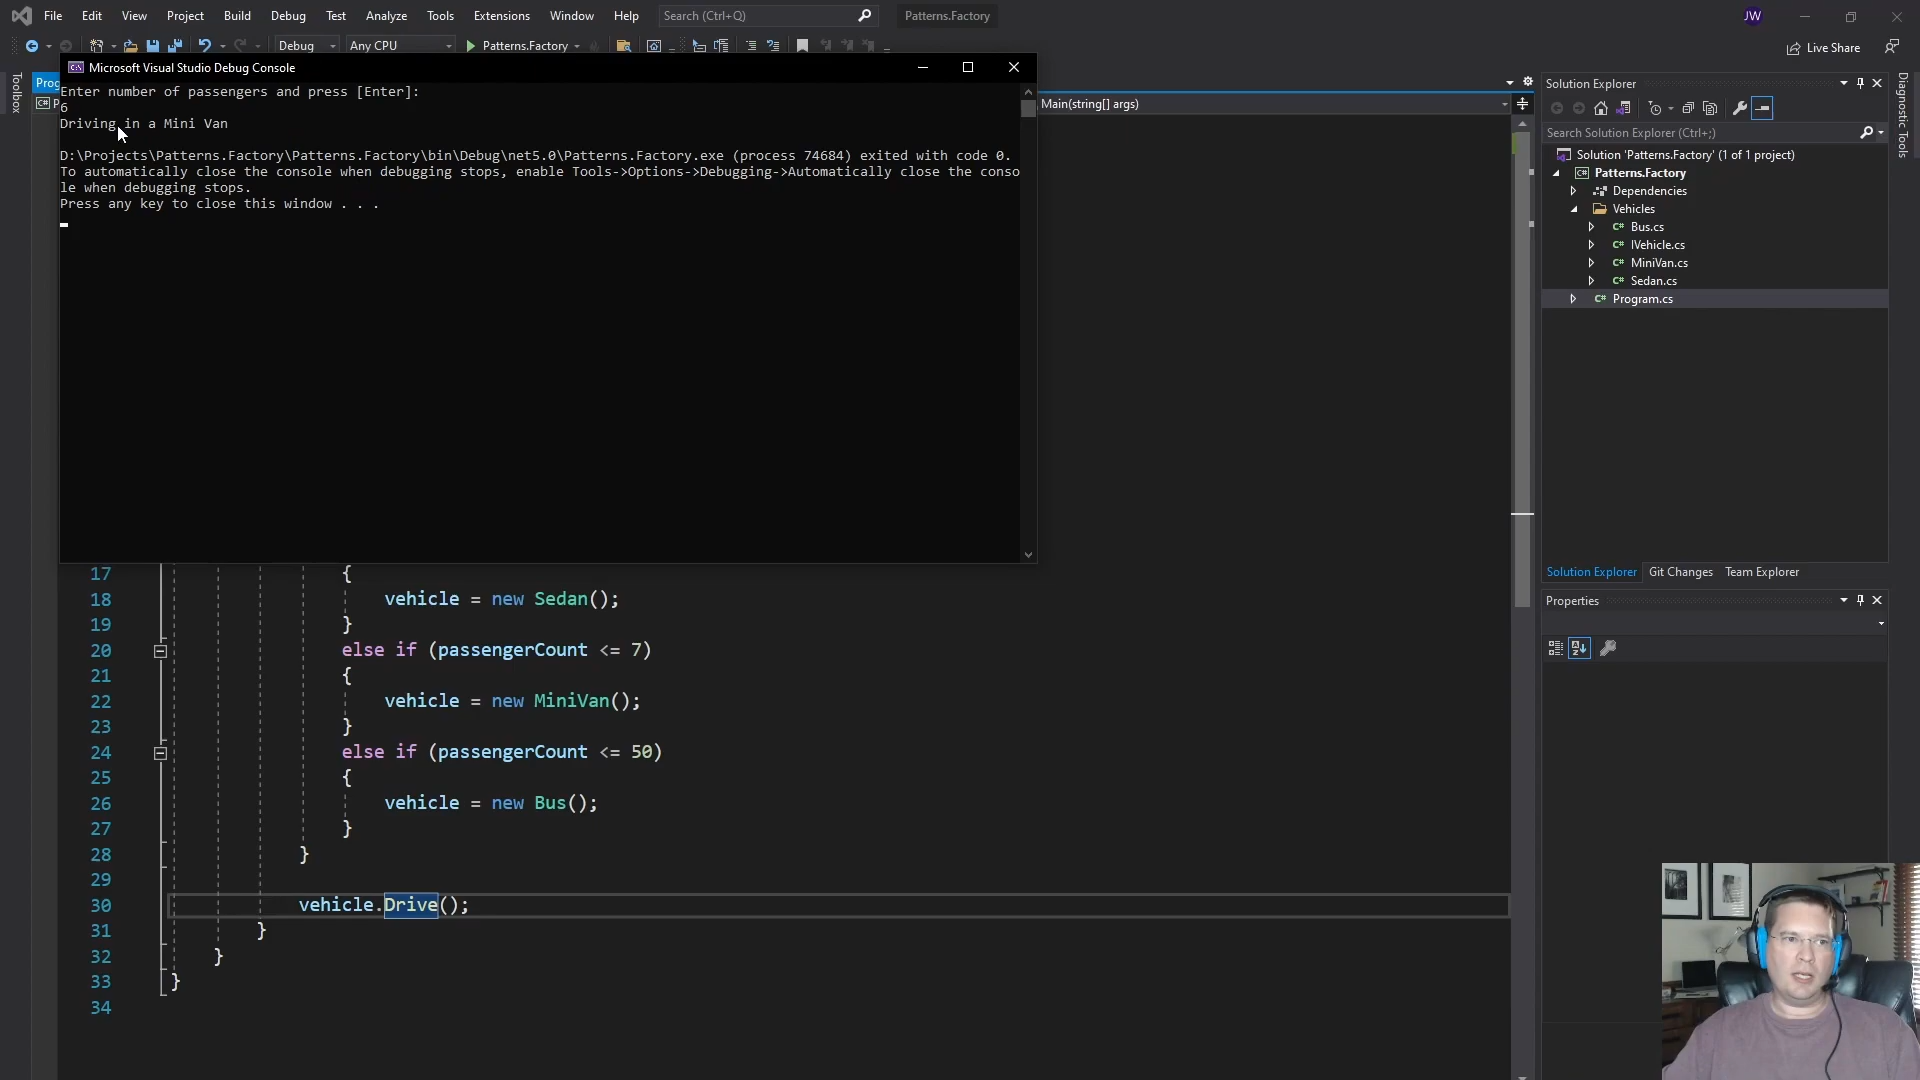 File Edit View Project Build Debug Test Analyze Tools Extensions Window Help Search (Ctrl+Q) Patterns.Factory JW
Debug Any CPU Patterns.Factory Live Share
Toolbox
Microsoft Visual Studio Debug Console
Enter number of passengers and press [Enter]:
6
Driving in a Mini Van
D:\Projects\Patterns.Factory\Patterns.Factory\bin\Debug\net5.0\Patterns.Factory.exe (process 74684) exited with code 0.
To automatically close the console when debugging stops, enable Tools->Options->Debugging->Automatically close the conso
le when debugging stops.
Press any key to close this window . . .
Main(string[] args)
17 {
18 vehicle = new Sedan();
19 }
20 else if (passengerCount <= 7)
21 {
22 vehicle = new MiniVan();
23 }
24 else if (passengerCount <= 50)
25 {
26 vehicle = new Bus();
27 }
28 }
29
30 vehicle.Drive();
31 }
32 }
33 }
34
Solution Explorer
Search Solution Explorer (Ctrl+;)
Solution 'Patterns.Factory' (1 of 1 project)
Patterns.Factory
Dependencies
Vehicles
C# Bus.cs
C# IVehicle.cs
C# MiniVan.cs
C# Sedan.cs
C# Program.cs
Solution Explorer Git Changes Team Explorer
Properties
Diagnostic Tools